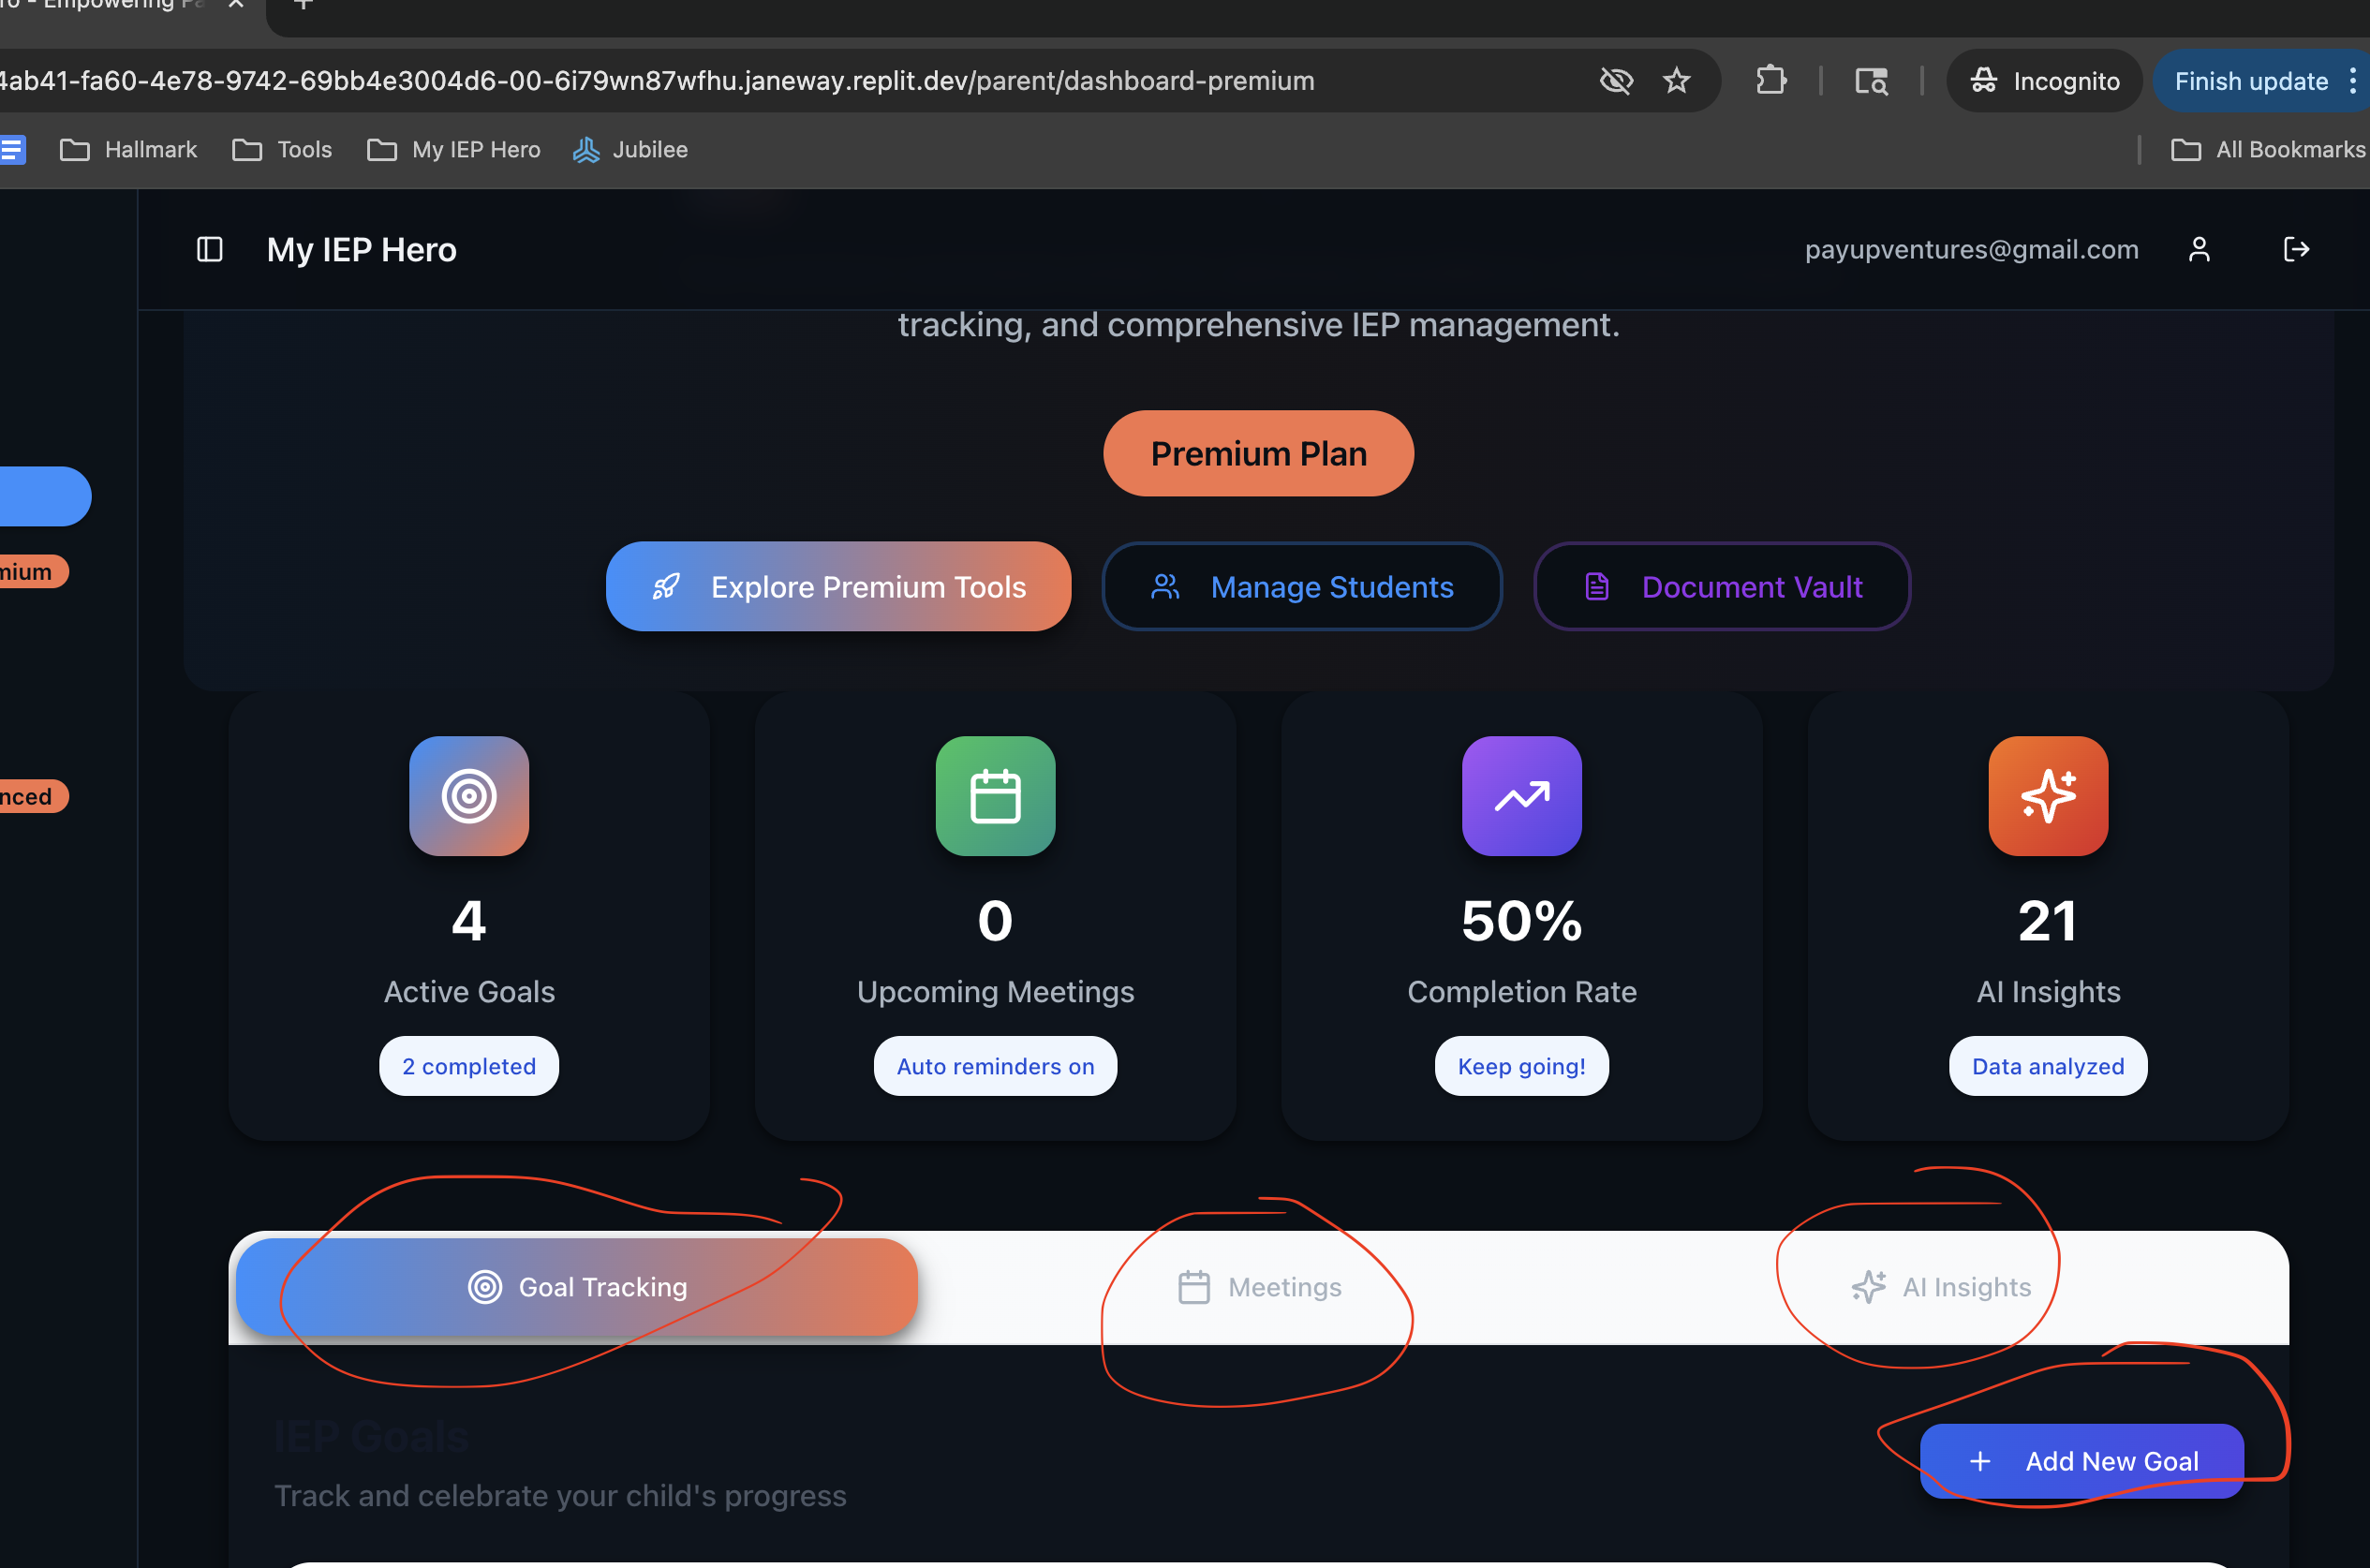 ro - Empowering Pa
4ab41-fa60-4e78-9742-69bb4e3004d6-00-6i79wn87wfhu.janeway.replit.dev/parent/dashboard-premium
Incognito
Finish update
Hallmark
Tools
My IEP Hero
Jubilee
All Bookmarks
My IEP Hero
payupventures@gmail.com
tracking, and comprehensive IEP management.
Premium Plan
mium
Explore Premium Tools
Manage Students
Document Vault
nced
4
Active Goals
2 completed
0
Upcoming Meetings
Auto reminders on
50%
Completion Rate
Keep going!
21
AI Insights
Data analyzed
Goal Tracking
Meetings
AI Insights
IEP Goals
Track and celebrate your child's progress
Add New Goal